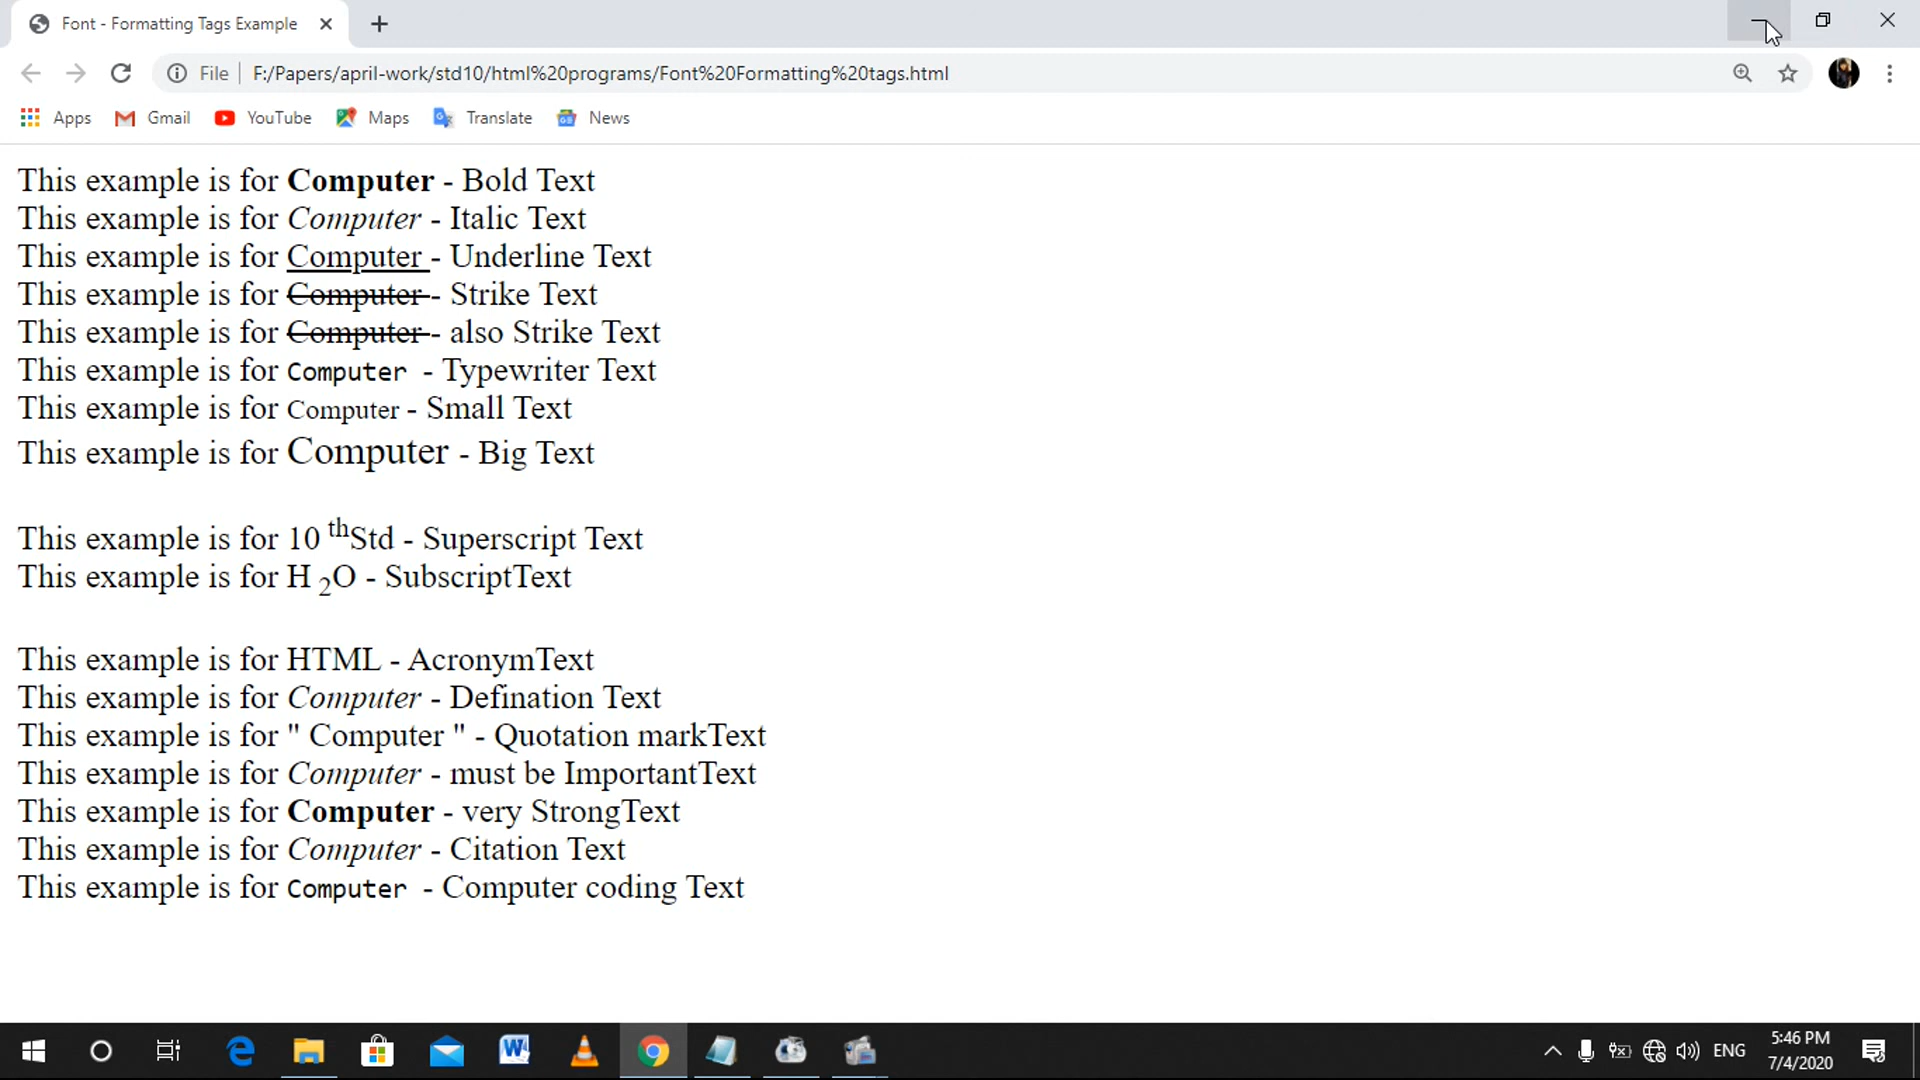 Font - Formatting Tags Example
File F:/Papers/april-work/std10/html%20programs/Font%20Formatting%20tags.html
Apps Gmail YouTube Maps Translate News
This example is for Computer - Bold Text
This example is for Computer - Italic Text
This example is for Computer - Underline Text
This example is for Computer - Strike Text
This example is for Computer - also Strike Text
This example is for Computer - Typewriter Text
This example is for Computer - Small Text
This example is for Computer - Big Text
This example is for 10 thStd - Superscript Text
This example is for H 2O - SubscriptText
This example is for HTML - AcronymText
This example is for Computer - Defination Text
This example is for " Computer " - Quotation markText
This example is for Computer - must be ImportantText
This example is for Computer - very StrongText
This example is for Computer - Citation Text
This example is for Computer - Computer coding Text
ENG
5:46 PM
7/4/2020